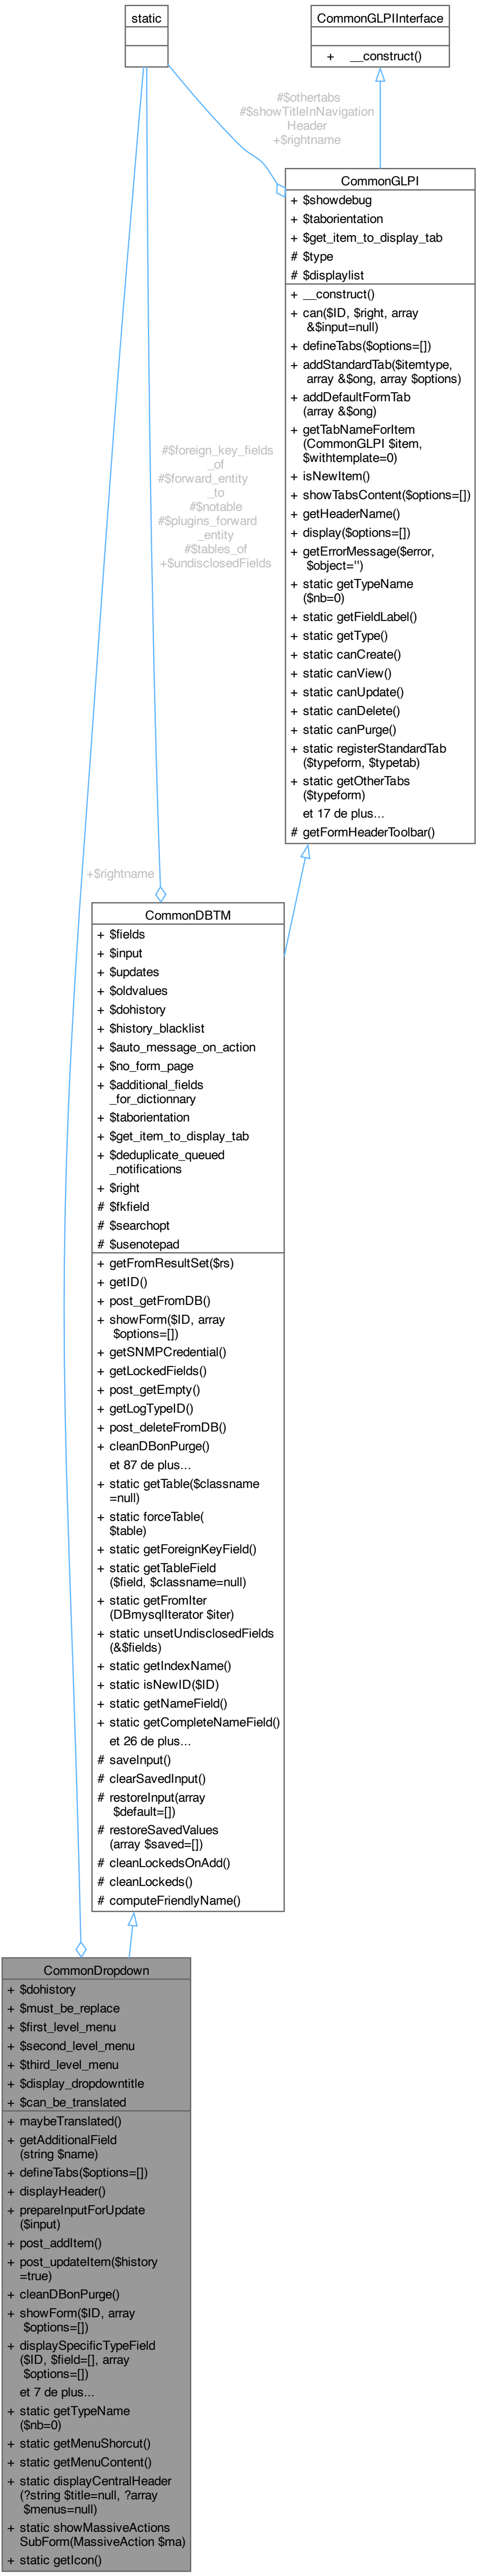 static
CommonGLPIInterface
+ __construct()
#$othertabs
#$showTitleInNavigation
Header
+$rightname
CommonGLPI
+ $showdebug
+ $taborientation
+ $get_item_to_display_tab
# $type
# $displaylist
+ __construct()
+ can($ID, $right, array
&$input=null)
+ defineTabs($options=[])
+ addStandardTab($itemtype,
array &$ong, array $options)
+ addDefaultFormTab
(array &$ong)
+ getTabNameForItem
(CommonGLPI $item,
$withtemplate=0)
+ isNewItem()
+ showTabsContent($options=[])
+ getHeaderName()
+ display($options=[])
+ getErrorMessage($error,
$object='')
+ static getTypeName
($nb=0)
+ static getFieldLabel()
+ static getType()
+ static canCreate()
+ static canView()
+ static canUpdate()
+ static canDelete()
+ static canPurge()
+ static registerStandardTab
($typeform, $typetab)
+ static getOtherTabs
($typeform)
et 17 de plus...
# getFormHeaderToolbar()
#$foreign_key_fields
_of
#$forward_entity
_to
#$notable
#$plugins_forward
_entity
#$tables_of
+$undisclosedFields
+$rightname
CommonDBTM
+ $fields
+ $input
+ $updates
+ $oldvalues
+ $dohistory
+ $history_blacklist
+ $auto_message_on_action
+ $no_form_page
+ $additional_fields
_for_dictionnary
+ $taborientation
+ $get_item_to_display_tab
+ $deduplicate_queued
_notifications
+ $right
# $fkfield
# $searchopt
# $usenotepad
+ getFromResultSet($rs)
+ getID()
+ post_getFromDB()
+ showForm($ID, array
$options=[])
+ getSNMPCredential()
+ getLockedFields()
+ post_getEmpty()
+ getLogTypeID()
+ post_deleteFromDB()
+ cleanDBonPurge()
et 87 de plus...
+ static getTable($classname
=null)
+ static forceTable(
$table)
+ static getForeignKeyField()
+ static getTableField
($field, $classname=null)
+ static getFromIter
(DBmysqlIterator $iter)
+ static unsetUndisclosedFields
(&$fields)
+ static getIndexName()
+ static isNewID($ID)
+ static getNameField()
+ static getCompleteNameField()
et 26 de plus...
# saveInput()
# clearSavedInput()
# restoreInput(array
$default=[])
# restoreSavedValues
(array $saved=[])
# cleanLockedsOnAdd()
# cleanLockeds()
# computeFriendlyName()
CommonDropdown
+ $dohistory
+ $must_be_replace
+ $first_level_menu
+ $second_level_menu
+ $third_level_menu
+ $display_dropdowntitle
+ $can_be_translated
+ maybeTranslated()
+ getAdditionalField
(string $name)
+ defineTabs($options=[])
+ displayHeader()
+ prepareInputForUpdate
($input)
+ post_addItem()
+ post_updateItem($history
=true)
+ cleanDBonPurge()
+ showForm($ID, array
$options=[])
+ displaySpecificTypeField
($ID, $field=[], array
$options=[])
et 7 de plus...
+ static getTypeName
($nb=0)
+ static getMenuShorcut()
+ static getMenuContent()
+ static displayCentralHeader
(?string $title=null, ?array
$menus=null)
+ static showMassiveActions
SubForm(MassiveAction $ma)
+ static getIcon()